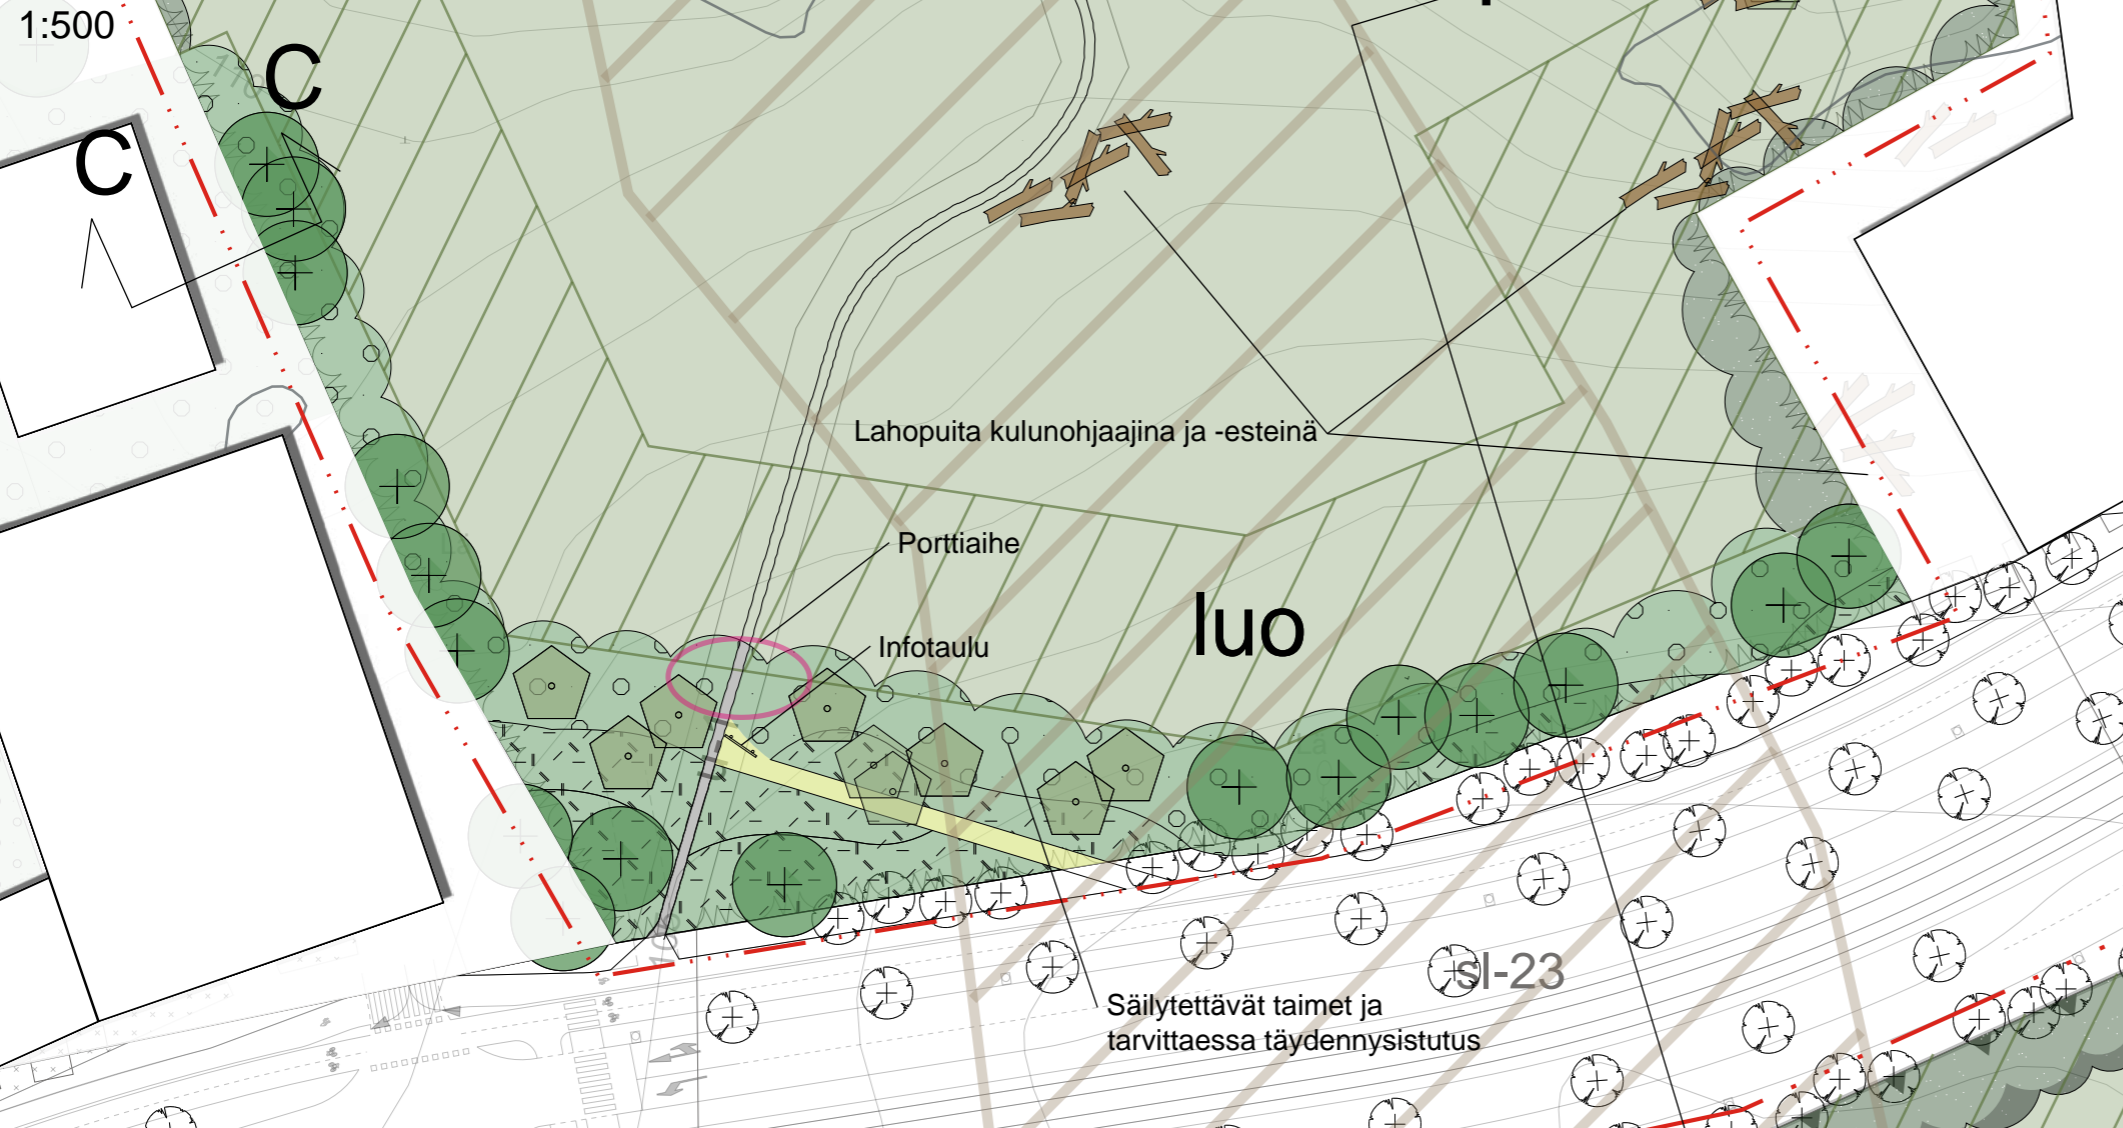 1:500
C
C
Lahopuita kulunohjaajina ja -esteinä
Porttiaihe
luo
Infotaulu
sl-23
Säilytettävät taimet ja
tarvittaessa täydennysistutus